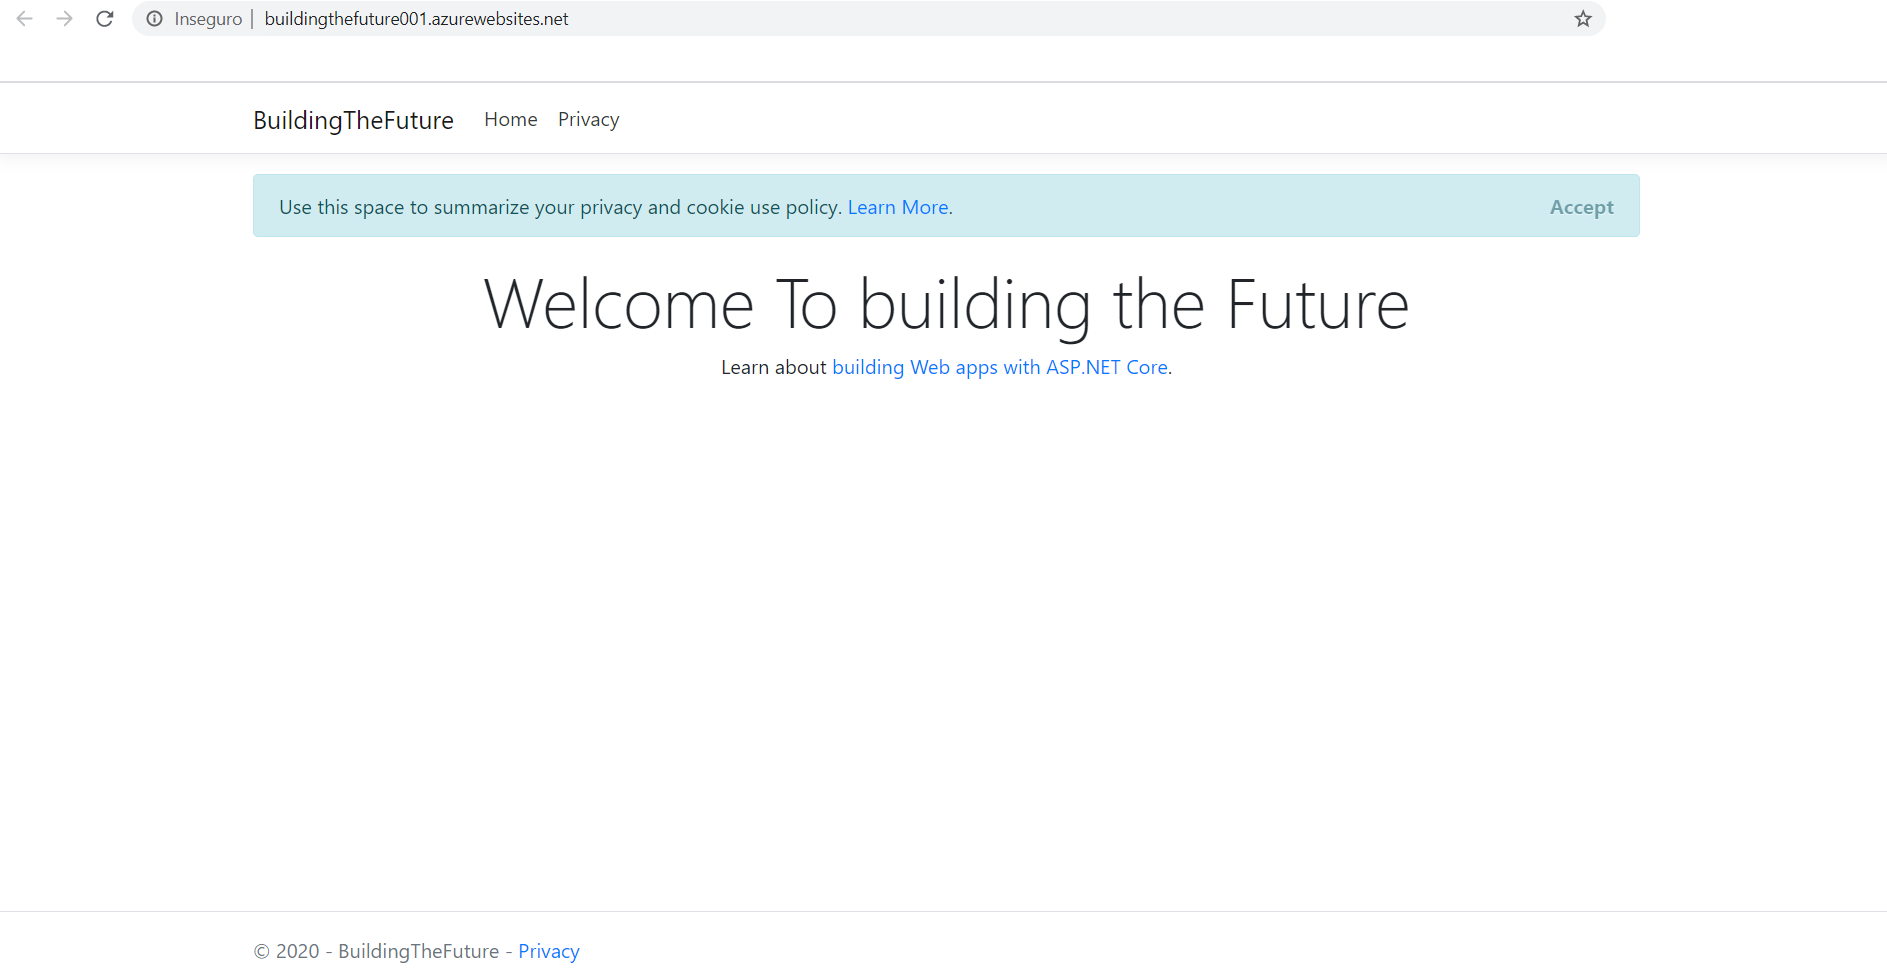 Inseguro | buildingthefuture001.azurewebsites.net
BuildingTheFuture Home Privacy
Use this space to summarize your privacy and cookie use policy. Learn More. Accept
Welcome To building the Future
Learn about building Web apps with ASP.NET Core.
© 2020 - BuildingTheFuture - Privacy